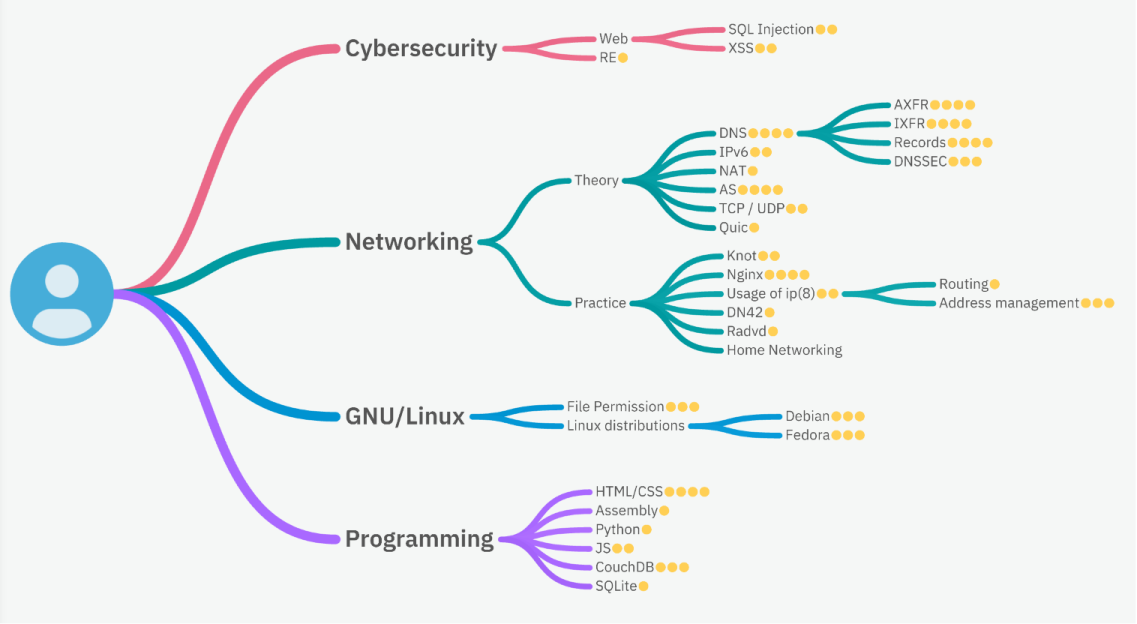 Cybersecurity
Web
SQL Injection
XSS
RE
Networking
Theory
DNS
AXFR
IXFR
Records
DNSSEC
IPv6
NAT
AS
TCP / UDP
Quic
Practice
Knot
Nginx
Usage of ip(8)
Routing
Address management
DN42
Radvd
Home Networking
GNU/Linux
File Permission
Linux distributions
Debian
Fedora
Programming
HTML/CSS
Assembly
Python
JS
CouchDB
SQLite